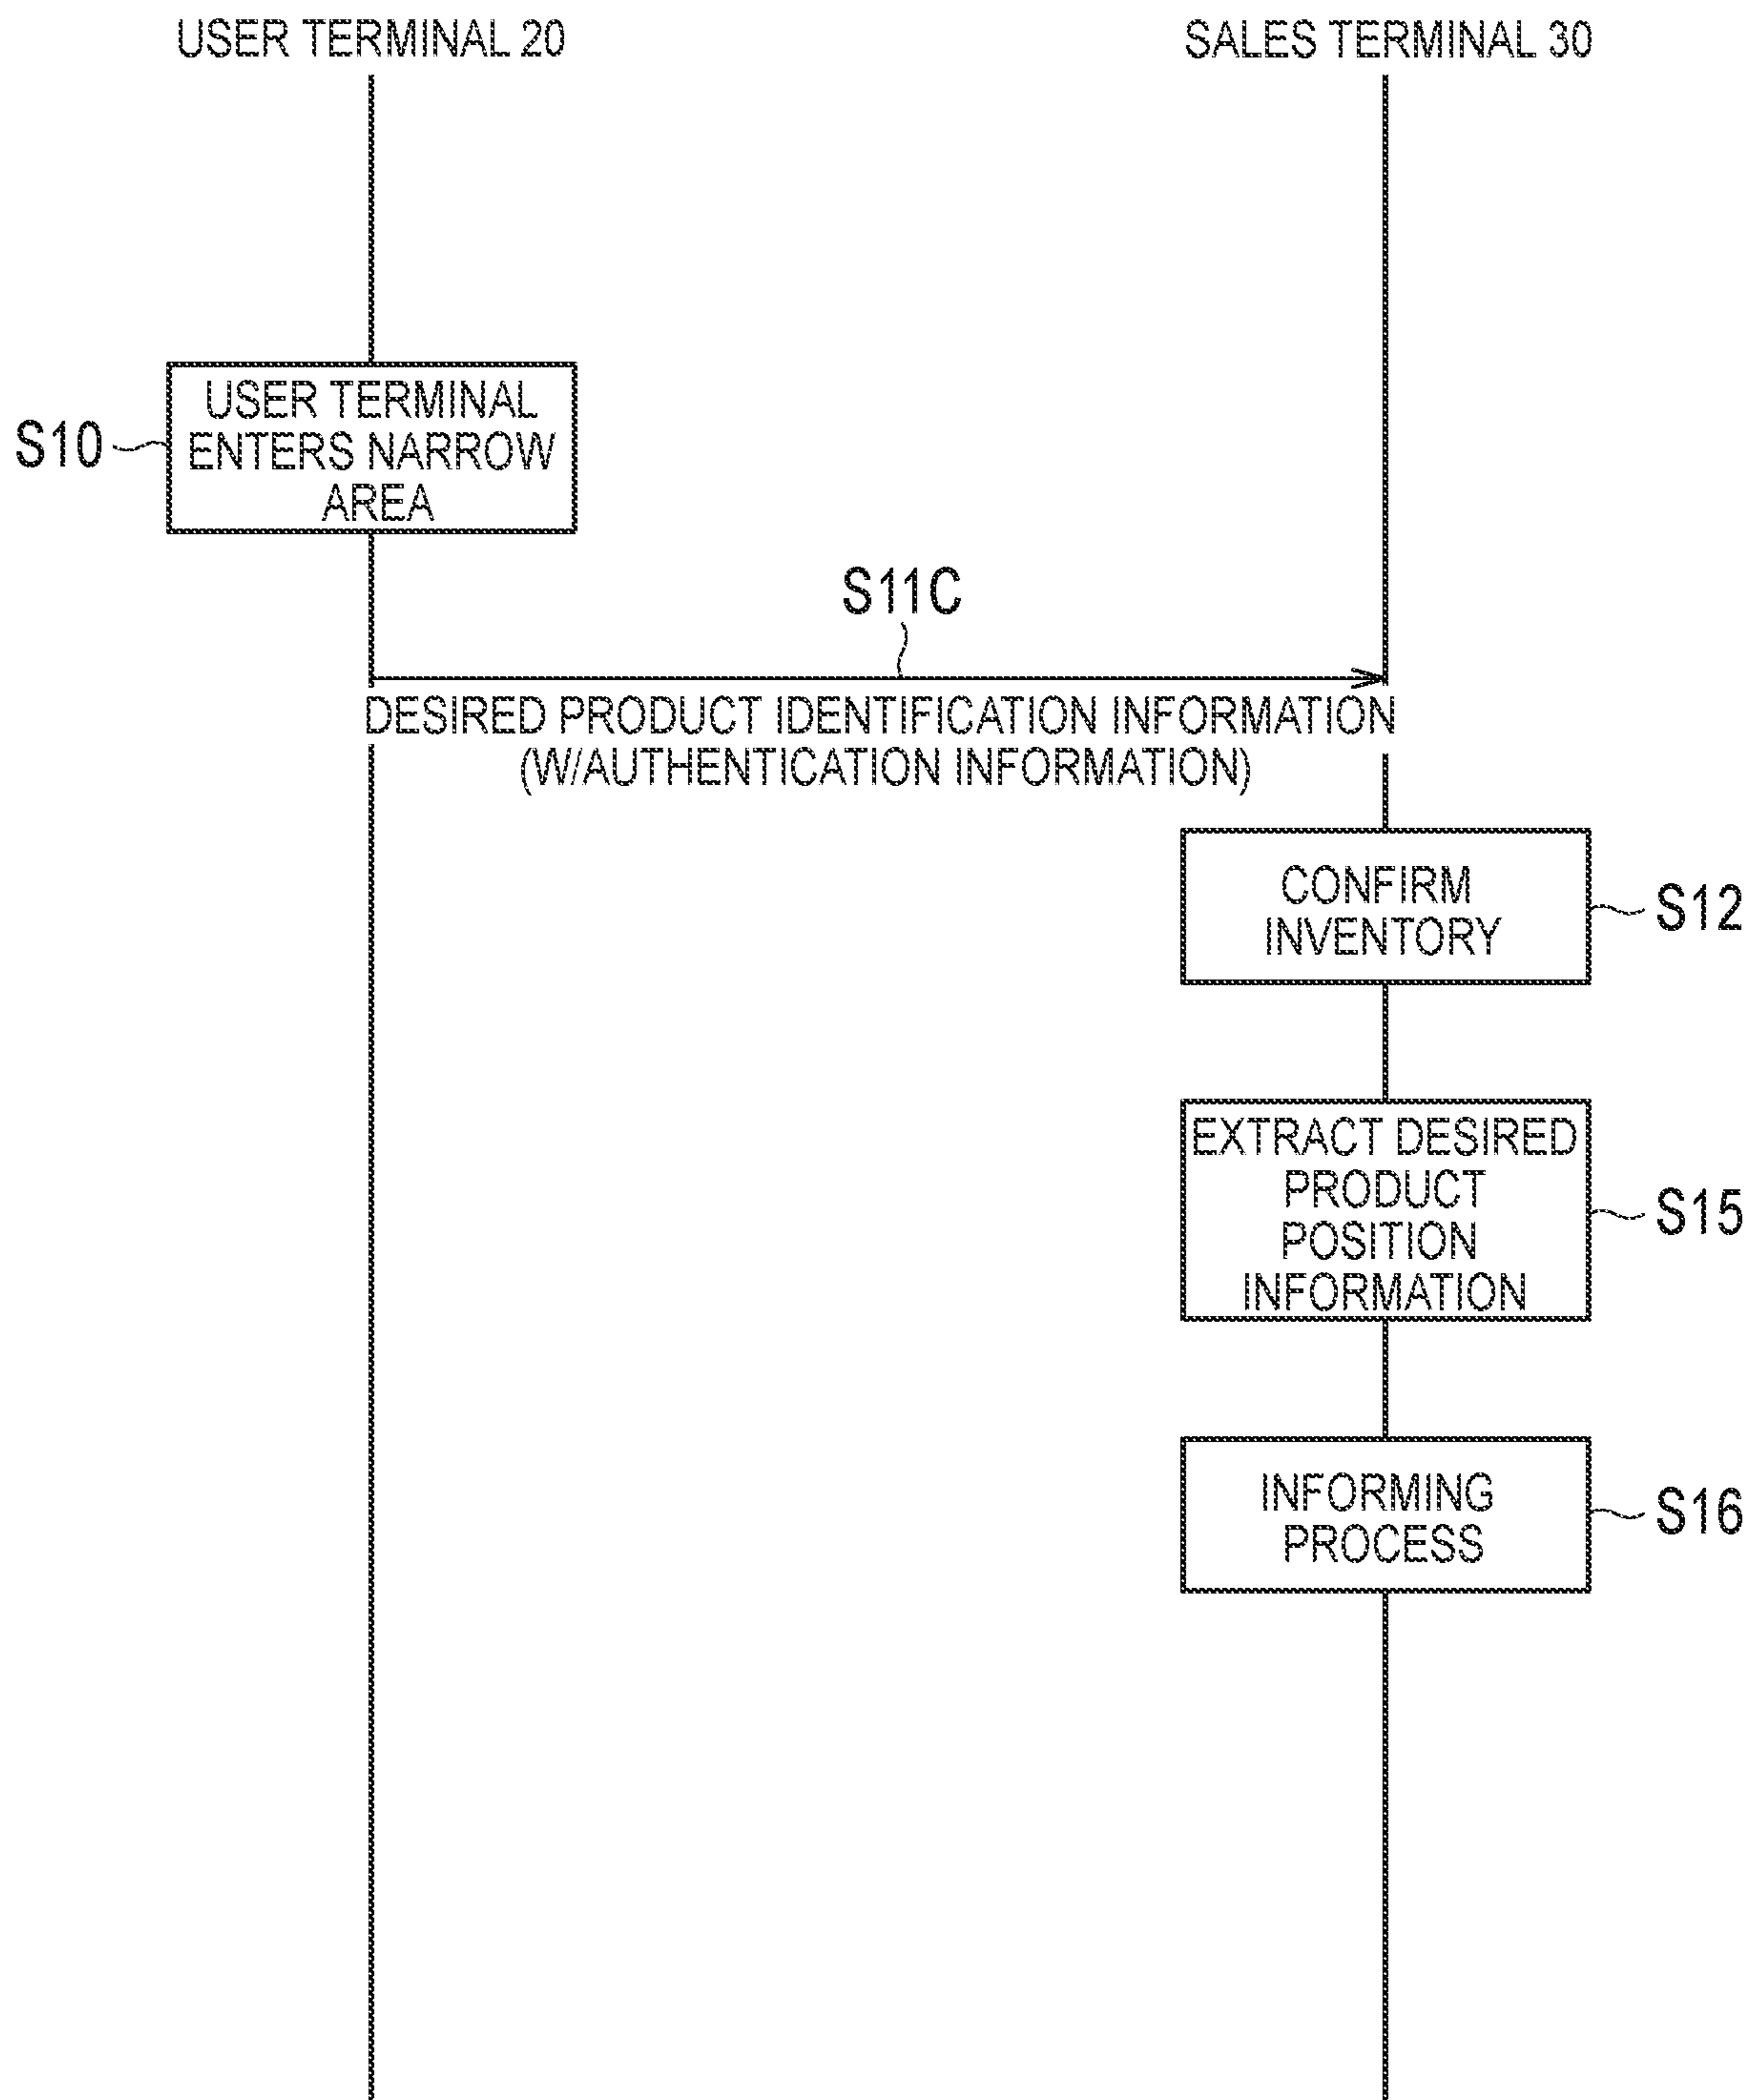 USER TERMINAL 20
SALES TERMINAL 30
USER TERMINAL
ENTERS NARROW
AREA
S10
S11C
DESIRED PRODUCT IDENTIFICATION INFORMATION
(W/AUTHENTICATION INFORMATION)
CONFIRM
INVENTORY
S12
EXTRACT DESIRED
PRODUCT
POSITION
INFORMATION
S15
INFORMING
PROCESS
S16